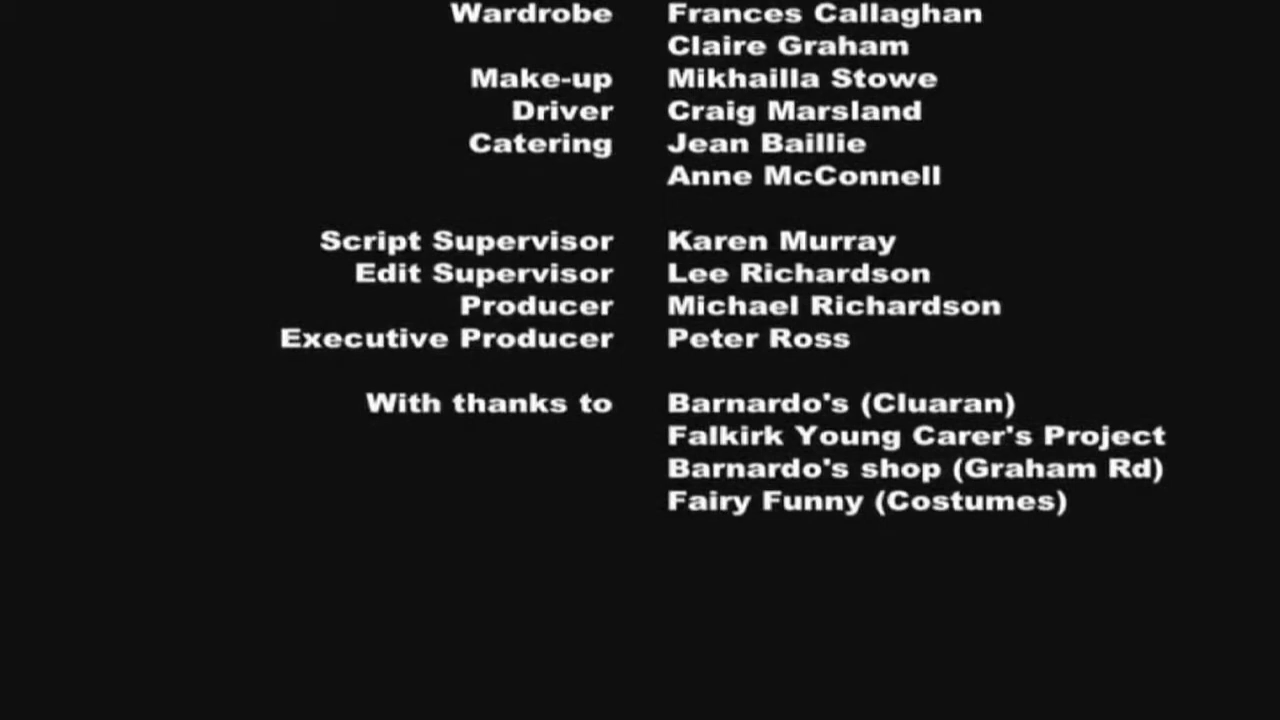 Wardrobe Frances Callaghan
Claire Graham
Make-up Mikhailla Stowe
Driver Craig Marsland
Catering Jean Baillie
Anne McConnell
Script Supervisor Karen Murray
Edit Supervisor Lee Richardson
Producer Michael Richardson
Executive Producer Peter Ross
With thanks to Barnardo's (Cluaran)
Falkirk Young Carer's Project
Barnardo's shop (Graham Rd)
Fairy Funny (Costumes)